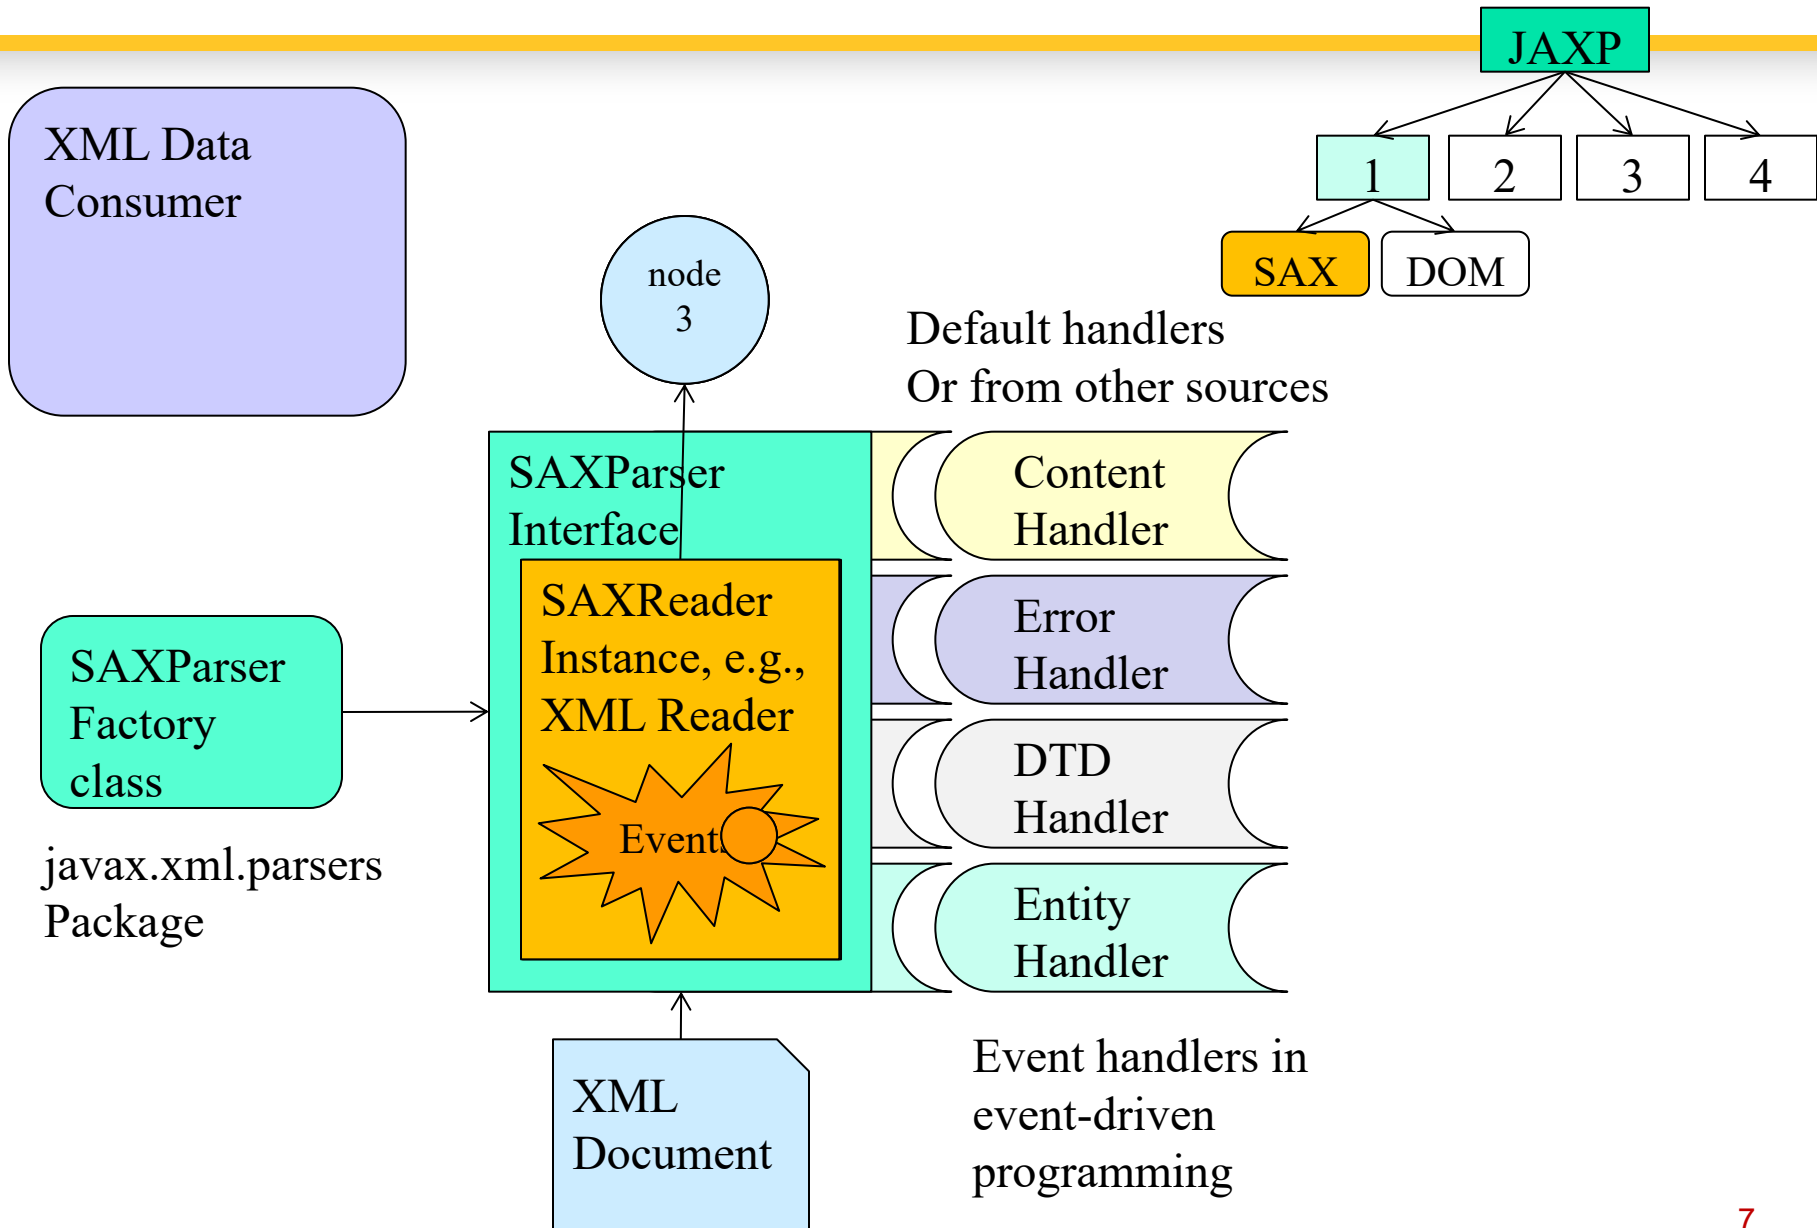 JAXP
1
2
3
4
SAX
DOM
XML Data
Consumer
node
3
Default handlers
Or from other sources
SAXParser
Interface
SAXReader
Instance, e.g.,
XML Reader
Events
Content
Handler
Error
Handler
DTD
Handler
Entity
Handler
SAXParser
Factory
class
javax.xml.parsers
Package
XML
Document
Event handlers in
event-driven
programming
7